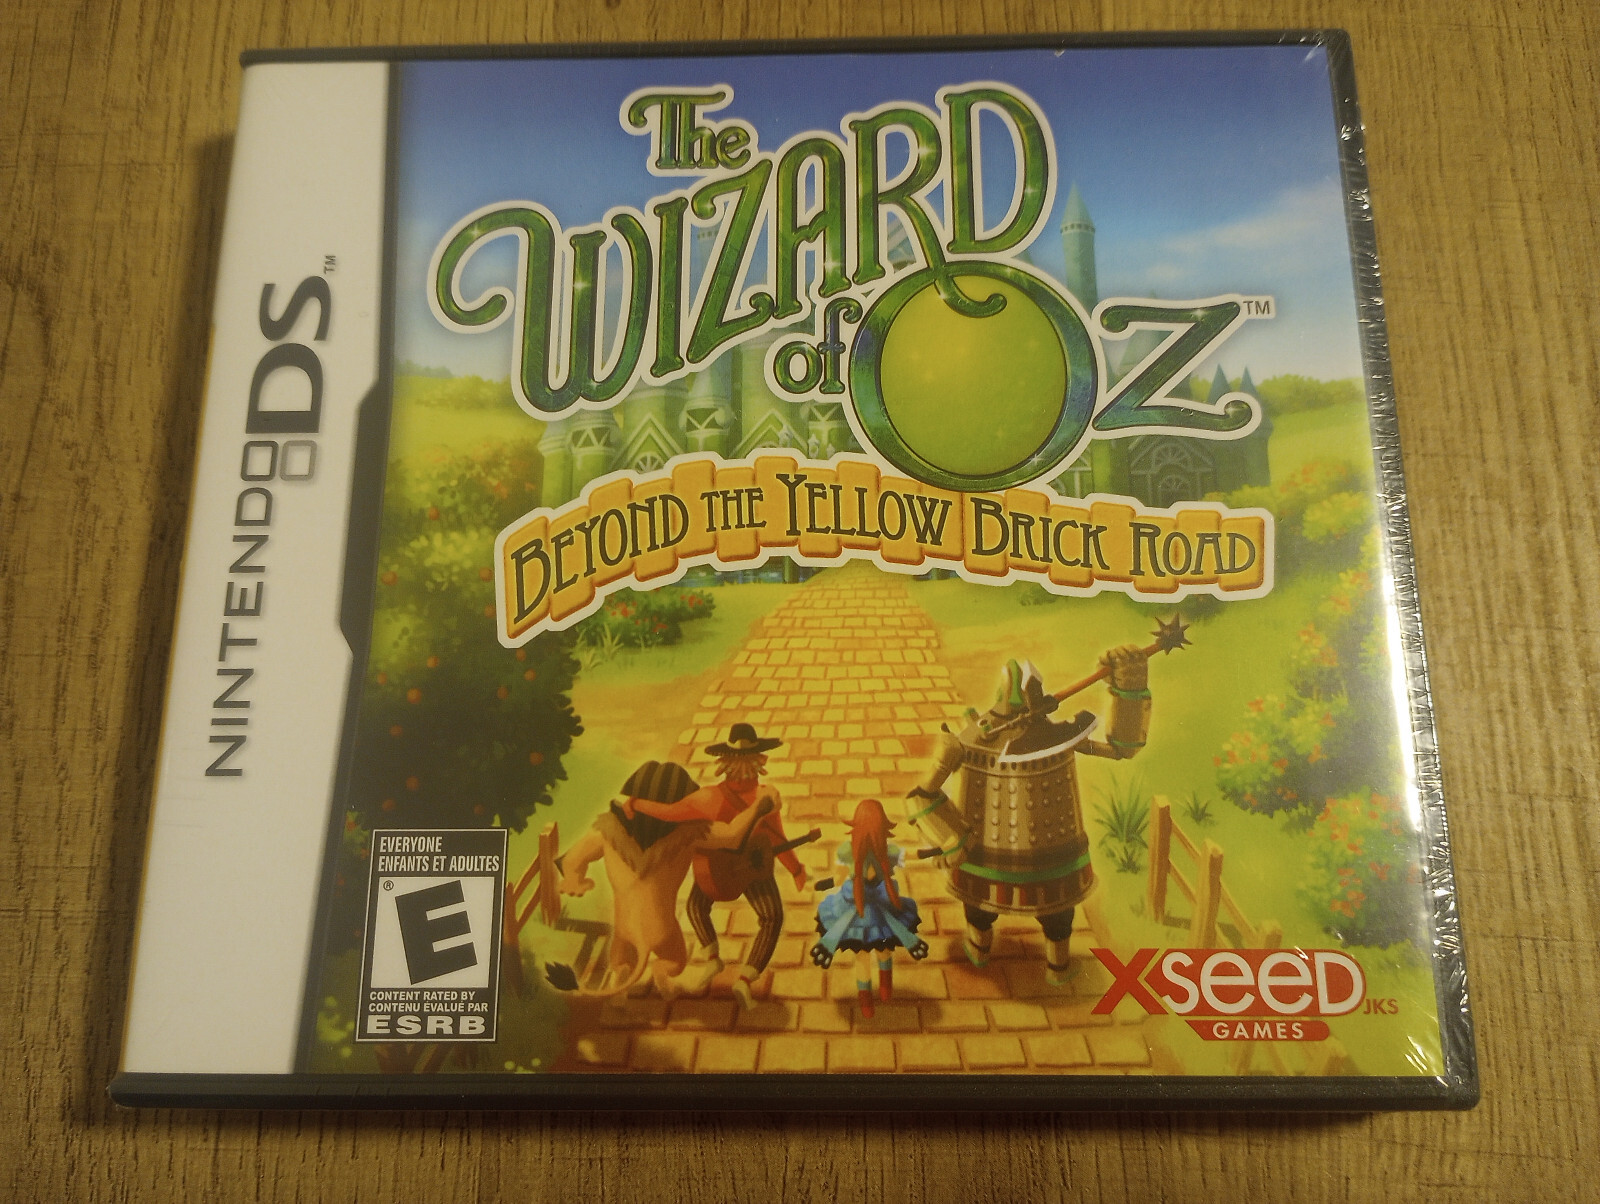 The
WIZARD
of OZ™
BEYOND THE YELLOW BRICK ROAD
NINTENDO DS™
EVERYONE
ENFANTS ET ADULTES
E®
CONTENT RATED BY
CONTENU ÉVALUÉ PAR
ESRB
XSEED JKS
GAMES